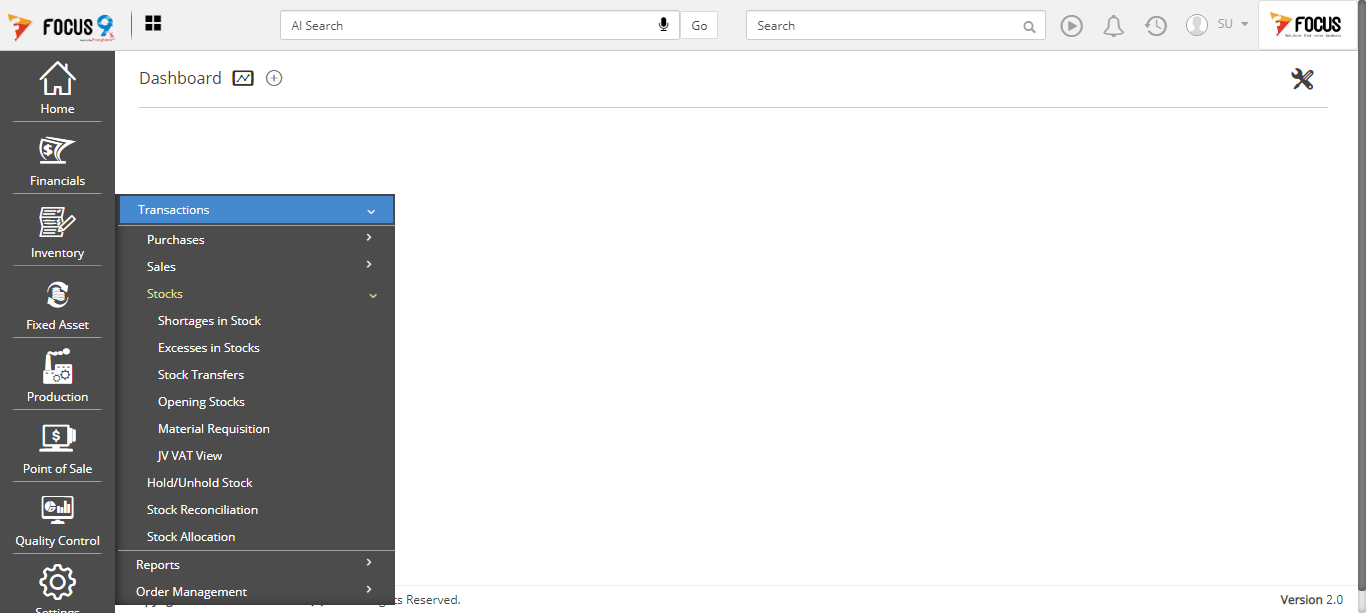 FOCUS 9
AI Search
Go
Search
SU
FOCUS
Home
Financials
Inventory
Fixed Asset
Production
Point of Sale
Quality Control
Settings
Dashboard
Transactions
Purchases
Sales
Stocks
Shortages in Stock
Excesses in Stocks
Stock Transfers
Opening Stocks
Material Requisition
JV VAT View
Hold/Unhold Stock
Stock Reconciliation
Stock Allocation
Reports
Order Management
Reserved.
Version 2.0